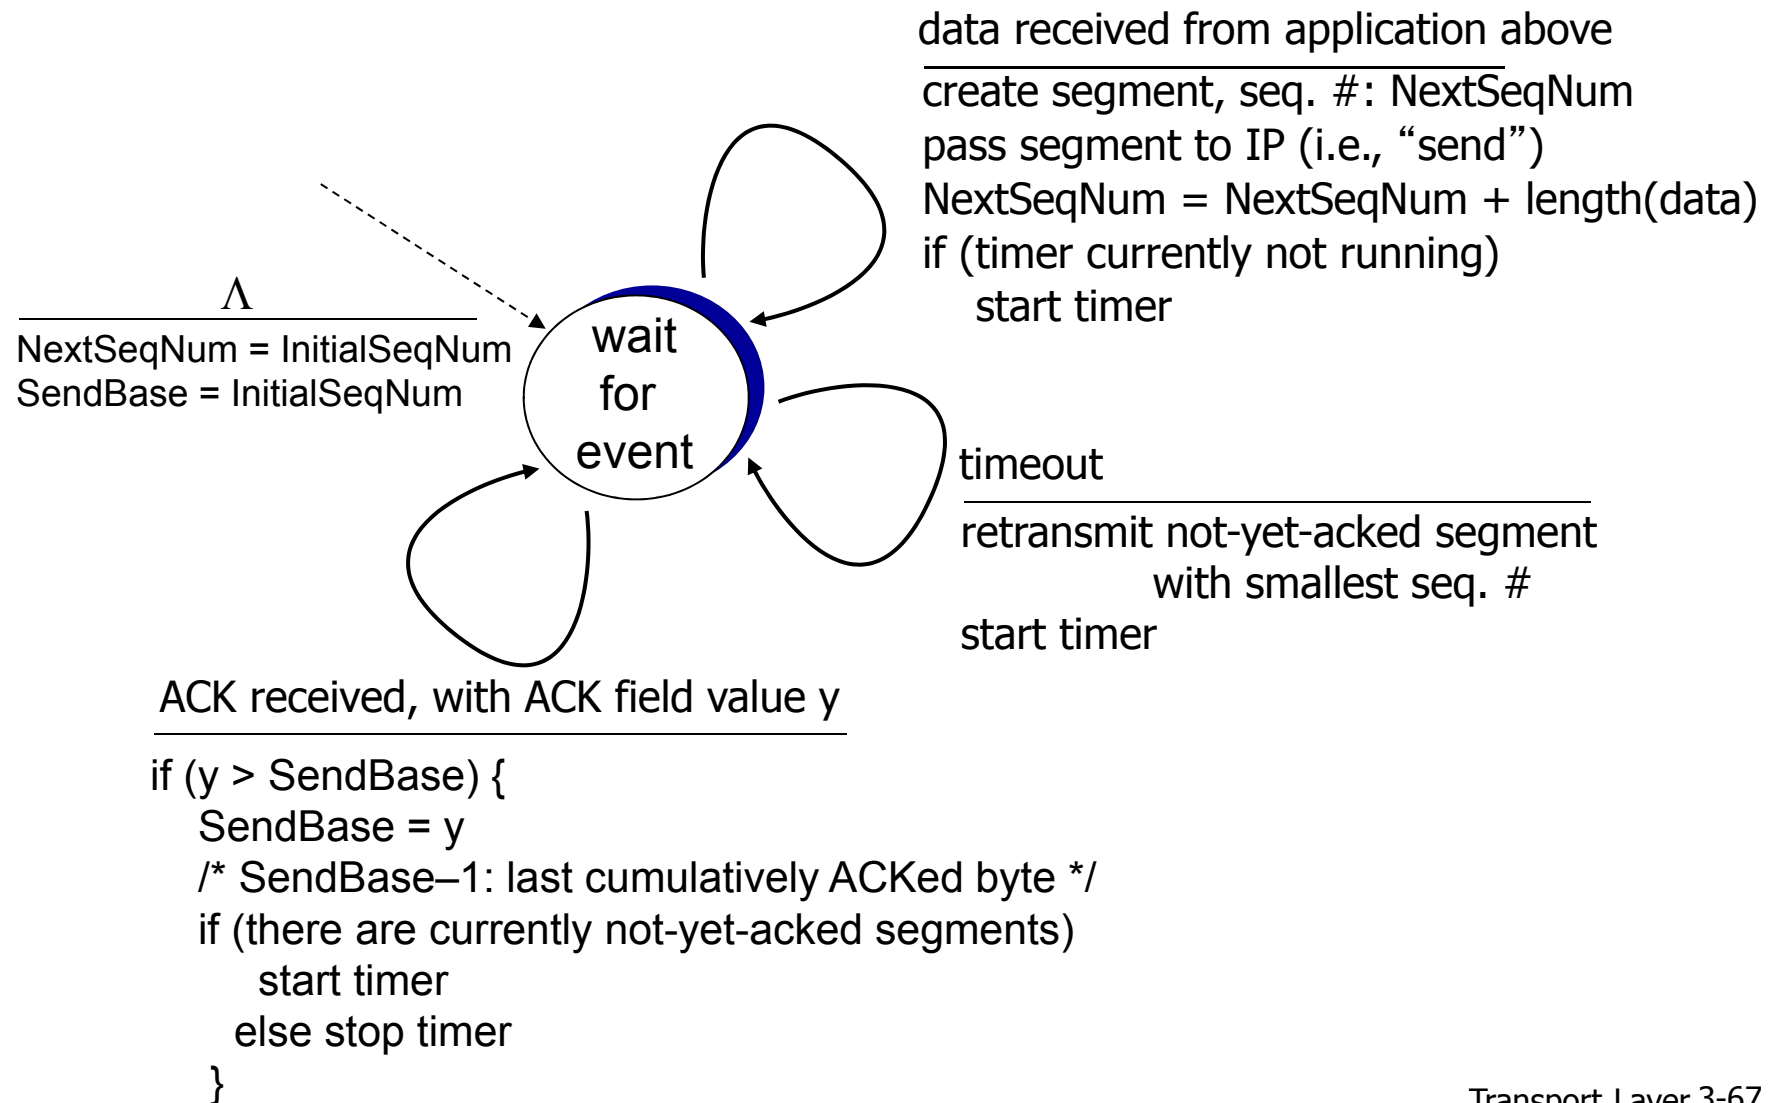 data received from application above
create segment, seq. #: NextSeqNum
pass segment to IP (i.e., “send”)
NextSeqNum = NextSeqNum + length(data)
if (timer currently not running)
start timer
Λ
NextSeqNum = InitialSeqNum
SendBase = InitialSeqNum
wait
for
event
timeout
retransmit not-yet-acked segment
with smallest seq. #
start timer
ACK received, with ACK field value y
if (y > SendBase) {
SendBase = y
/* SendBase–1: last cumulatively ACKed byte */
if (there are currently not-yet-acked segments)
start timer
else stop timer
}
Transport Layer 3-67